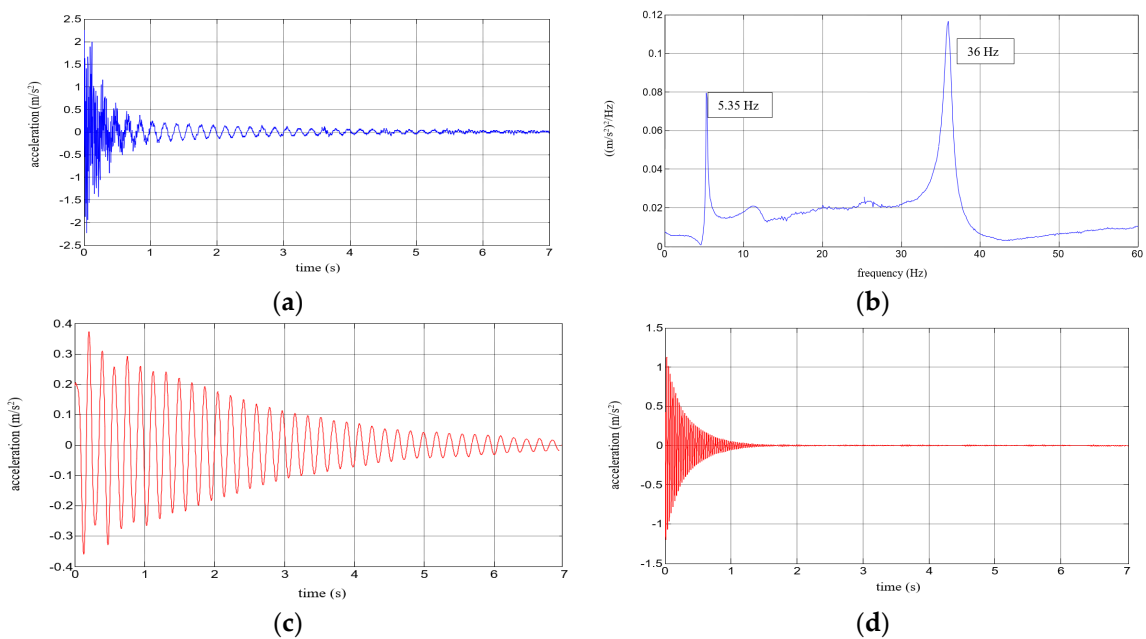 2.5
2
1.5
1
0.5
0
-0.5
-1
-1.5
-2
2.5
acceleration (m/s²)
0 1 2 3 4 5 6 7
time (s)
(a)
0.12
0.1
0.08
0.06
0.04
0.02
0
((m/s²)²/Hz)
5.35 Hz
36 Hz
0 10 20 30 40 50 60
frequency (Hz)
(b)
0.4
0.3
0.2
0.1
0
-0.1
-0.2
-0.3
-0.4
acceleration (m/s²)
0 1 2 3 4 5 6 7
time (s)
(c)
1.5
1
0.5
0
-0.5
-1
-1.5
acceleration (m/s²)
0 1 2 3 4 5 6 7
time (s)
(d)